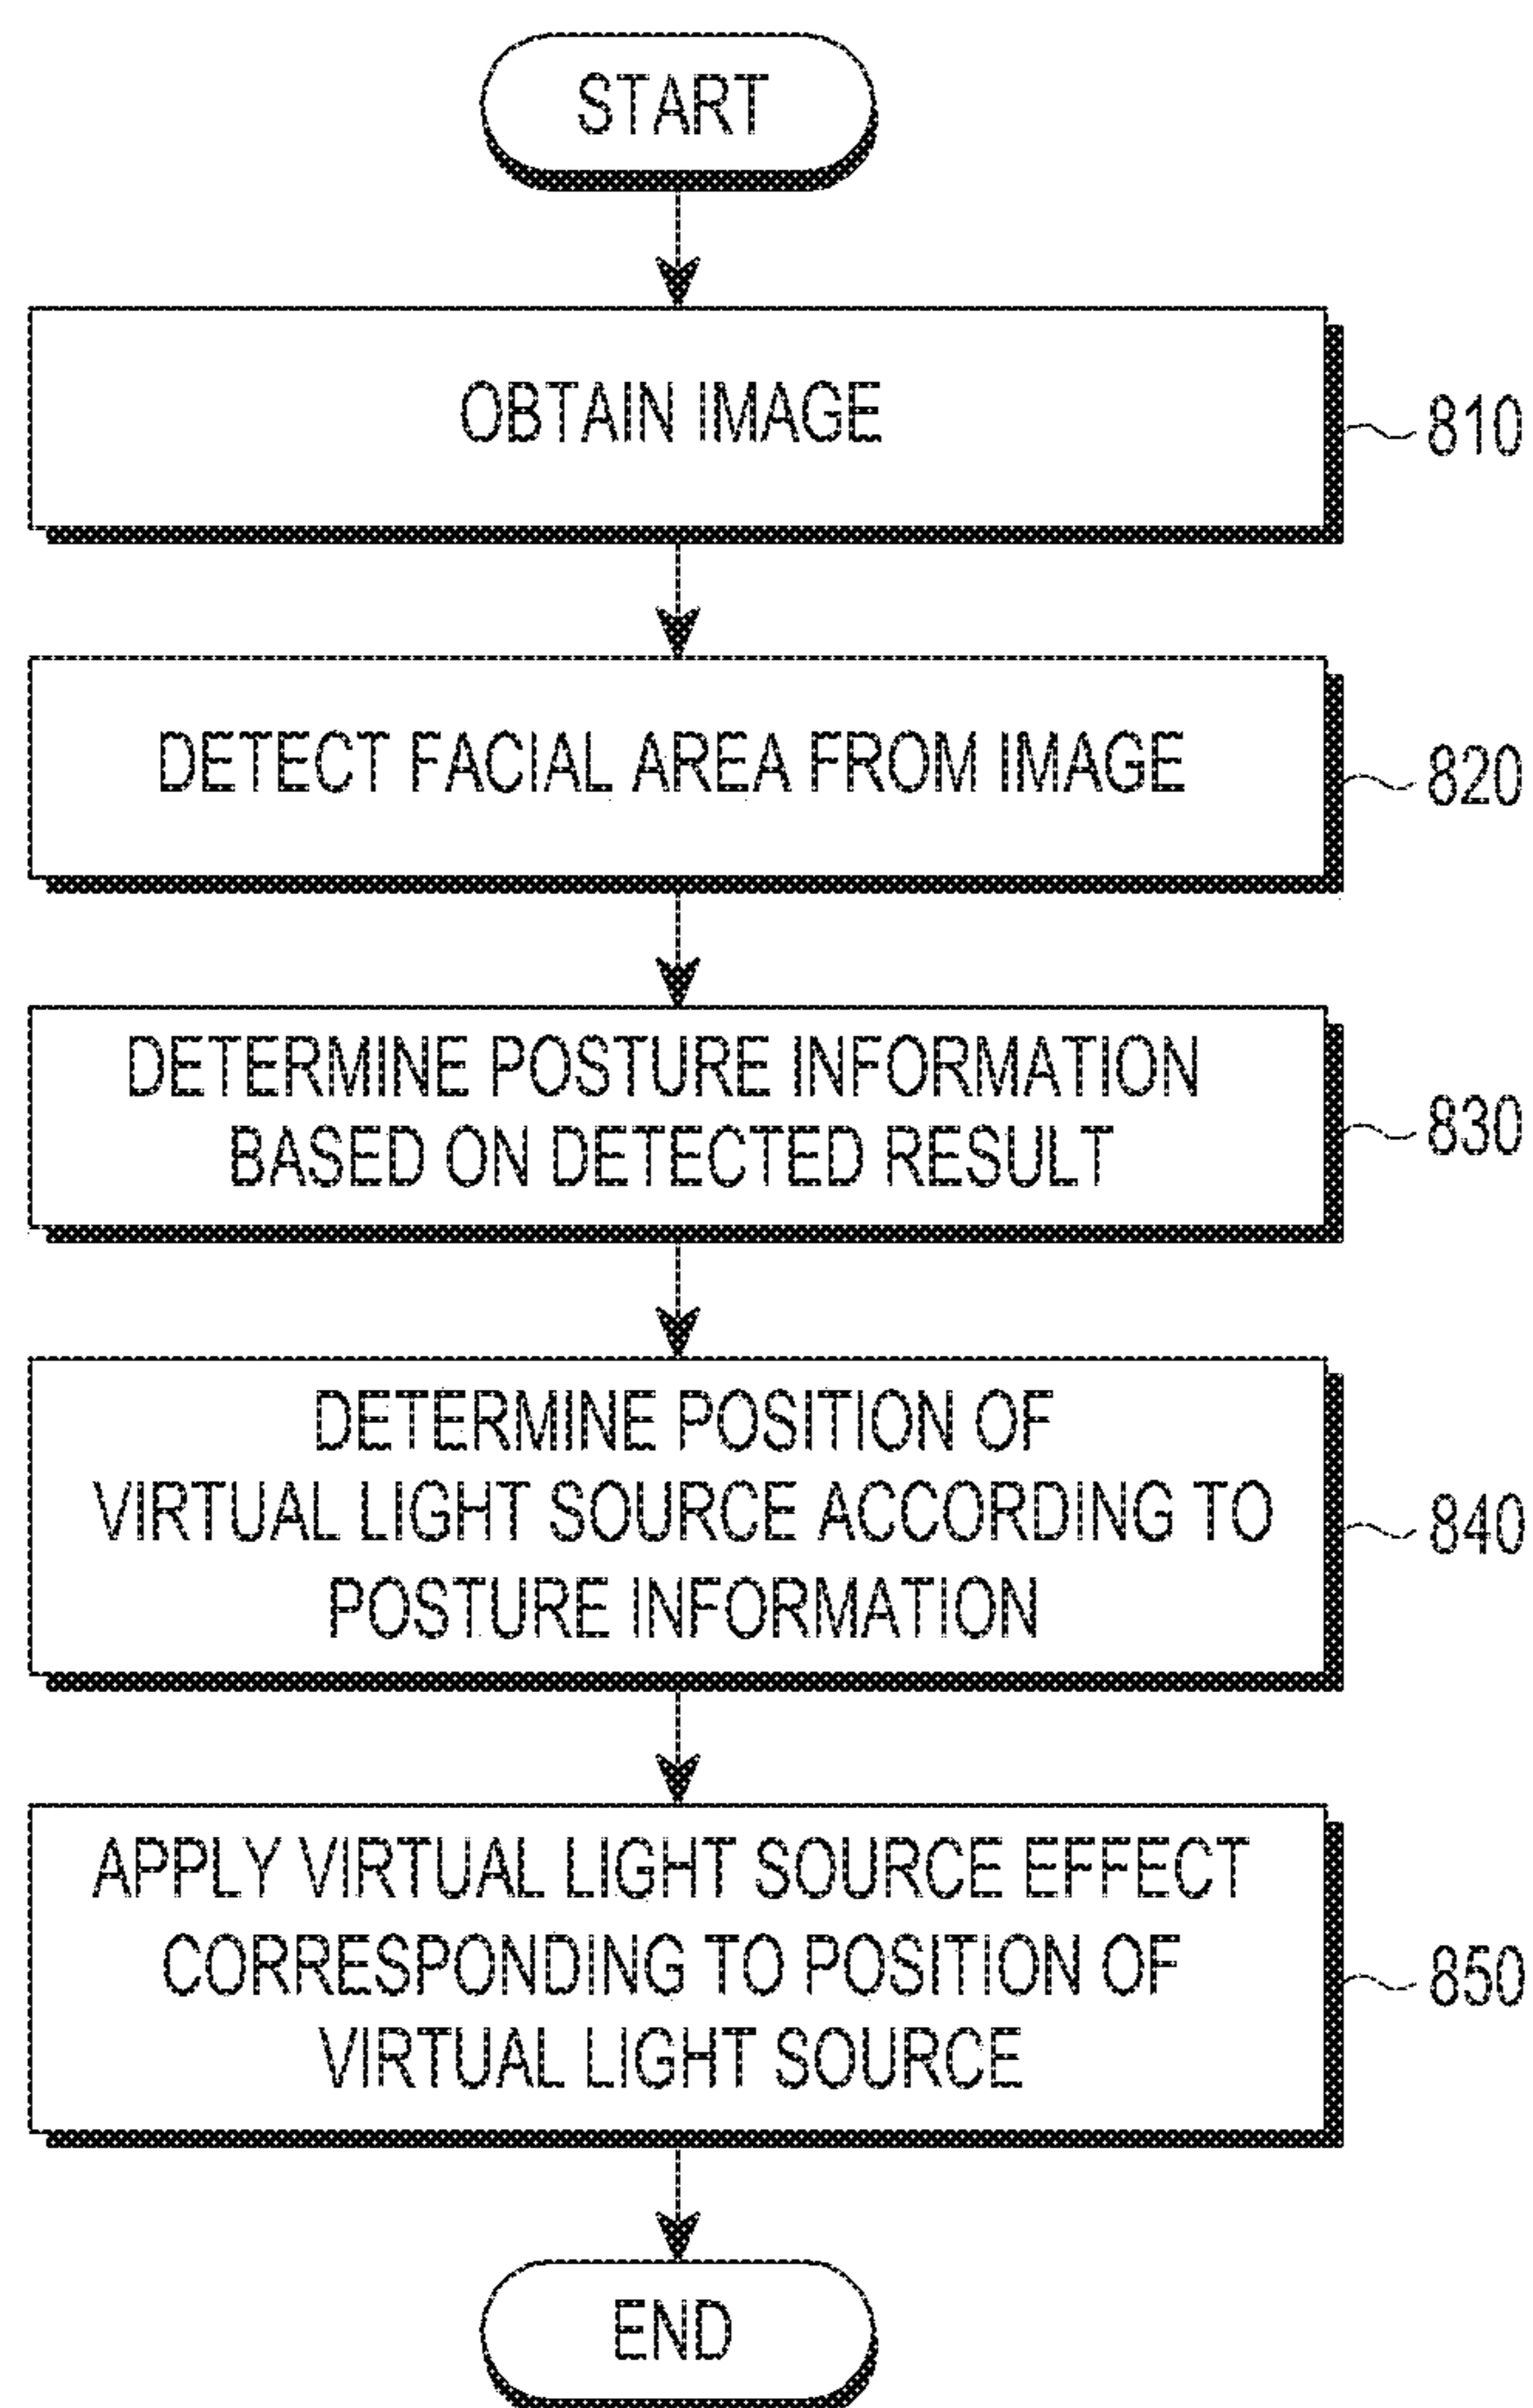 START
OBTAIN IMAGE
810
DETECT FACIAL AREA FROM IMAGE
820
DETERMINE POSTURE INFORMATION
BASED ON DETECTED RESULT
830
DETERMINE POSITION OF
VIRTUAL LIGHT SOURCE ACCORDING TO
POSTURE INFORMATION
840
APPLY VIRTUAL LIGHT SOURCE EFFECT
CORRESPONDING TO POSITION OF
VIRTUAL LIGHT SOURCE
850
END